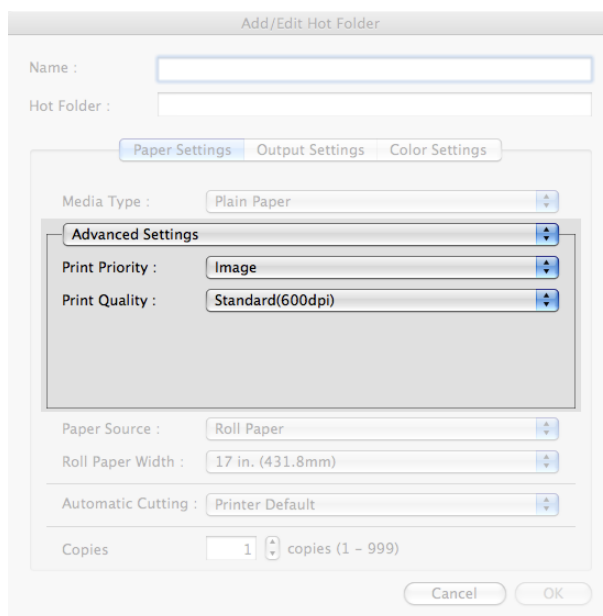 Add/Edit Hot Folder
Name :
Hot Folder :
Paper Settings Output Settings Color Settings
Media Type : Plain Paper
Advanced Settings
Print Priority : Image
Print Quality : Standard(600dpi)
Paper Source : Roll Paper
Roll Paper Width : 17 in. (431.8mm)
Automatic Cutting : Printer Default
Copies 1 copies (1 – 999)
Cancel OK